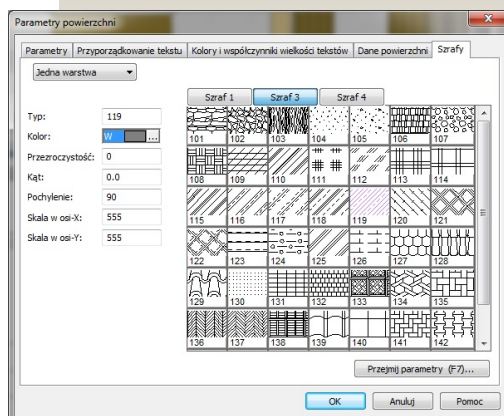 Parametry powierzchni
Parametry Przyporządkowanie tekstu Kolory i współczynniki wielkości tekstów Dane powierzchni Szrafy
Jedna warstwa
Szraf 1 Szraf 3 Szraf 4
Typ: 119
Kolor: W ...
Przezroczystość: 0
Kąt: 0.0
Pochylenie: 90
Skala w osi-X: 555
Skala w osi-Y: 555
101 102 103 104 105 106 107
108 109 110 111 112 113 114
115 116 117 118 119 120 121
122 123 124 125 126 127 128
129 130 131 132 133 134 135
136 137 138 139 140 141 142
Przejmij parametry (F7)...
OK Anuluj Pomoc